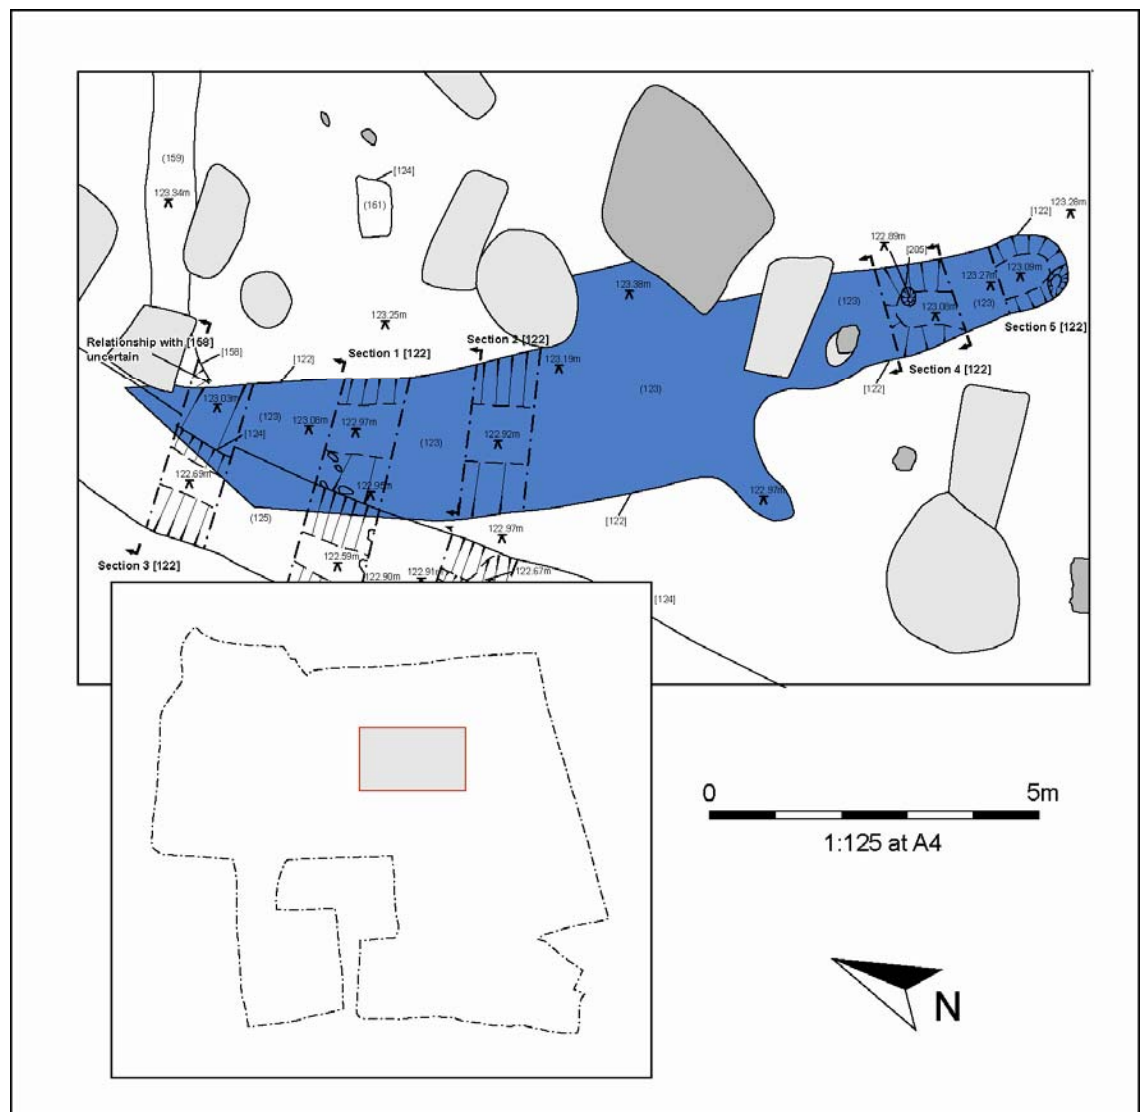 (159)
[124]
123.34m
(161)
[122]
123.28m
122.89m
[205]
123.38m
123.27m
123.09m
(123)
123.08m
(123)
Section 5 [122]
123.25m
Relationship with [158]
uncertain
[158]
[122]
Section 1 [122]
Section 2 [122]
123.19m
Section 4 [122]
[122]
(123)
123.03m
(123)
123.08m
122.97m
(123)
122.92m
[124]
122.69m
122.95m
122.97m
(125)
[122]
122.97m
Section 3 [122]
122.59m
122.90m
122.91m
122.67m
[124]
0 5m
1:125 at A4
N